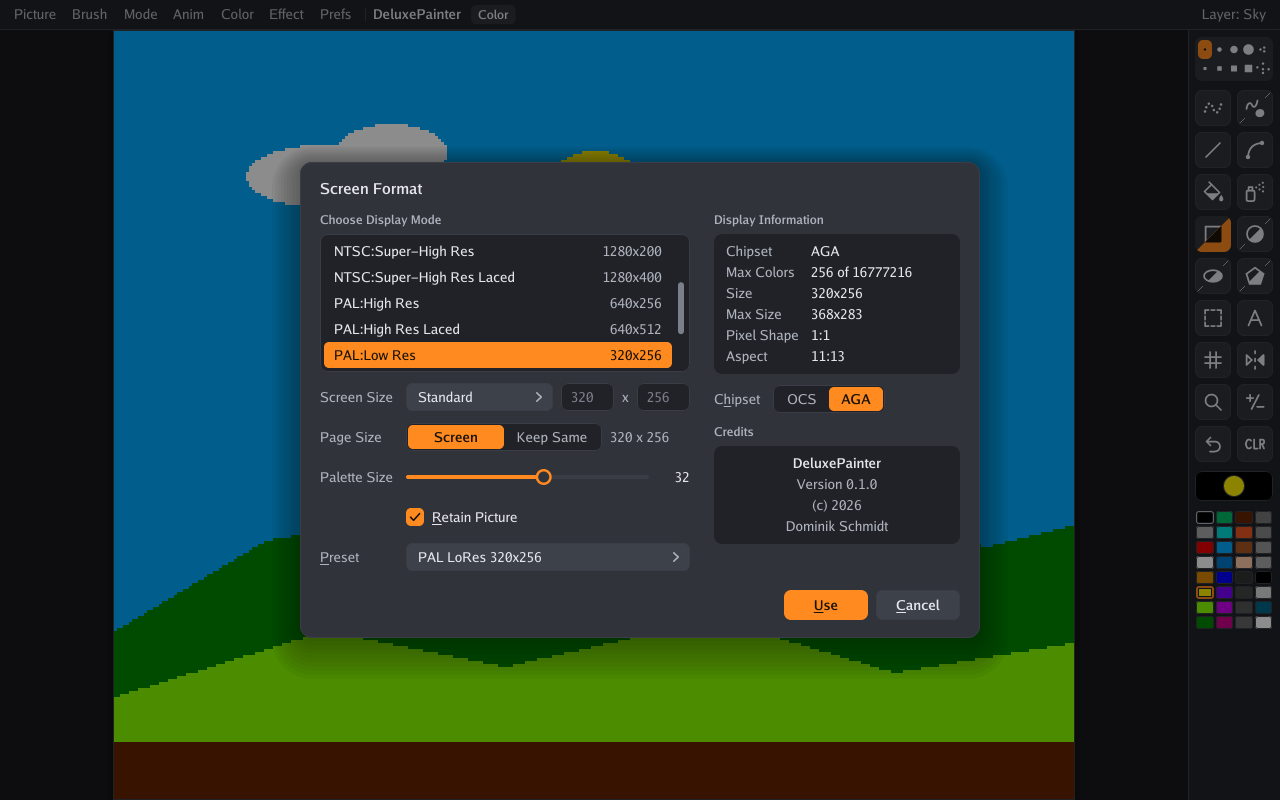 Picture Brush Mode Anim Color Effect Prefs DeluxePainter Color Layer: Sky
Screen Format
Choose Display Mode
NTSC:Super-High Res 1280x200
NTSC:Super-High Res Laced 1280x400
PAL:High Res 640x256
PAL:High Res Laced 640x512
PAL:Low Res 320x256
Screen Size Standard 320 x 256
Page Size Screen Keep Same 320 x 256
Palette Size 32
Retain Picture
Preset PAL LoRes 320x256
Display Information
Chipset AGA
Max Colors 256 of 16777216
Size 320x256
Max Size 368x283
Pixel Shape 1:1
Aspect 11:13
Chipset OCS AGA
Credits
DeluxePainter
Version 0.1.0
(c) 2026
Dominik Schmidt
Use Cancel
CLR